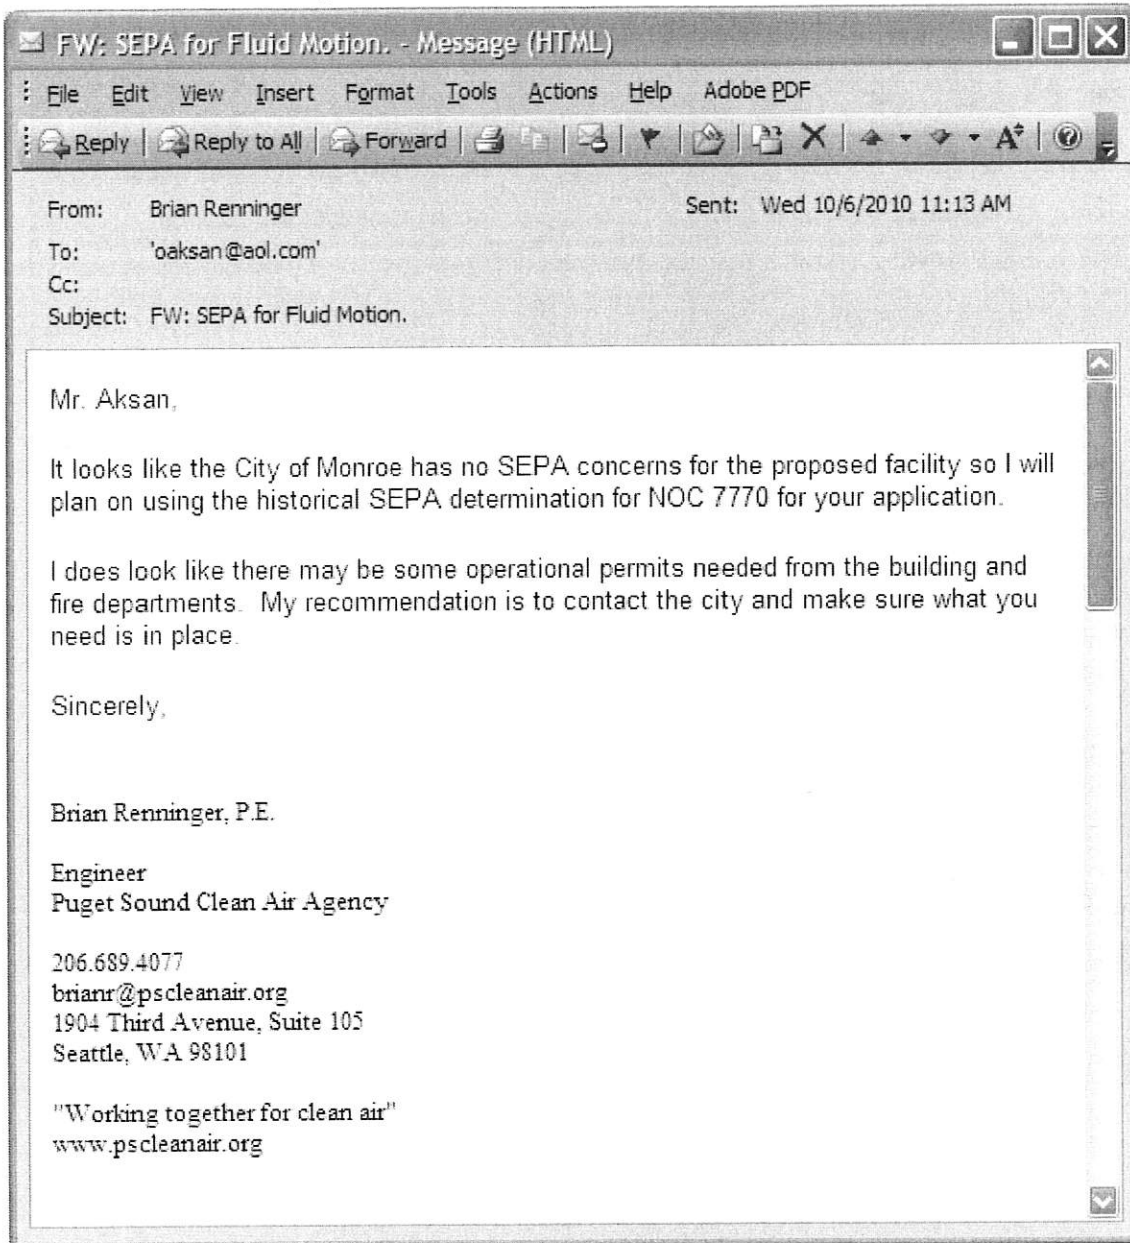 FW: SEPA for Fluid Motion. - Message (HTML)
File Edit View Insert Format Tools Actions Help Adobe PDF
Reply Reply to All Forward
From: Brian Renninger Sent: Wed 10/6/2010 11:13 AM
To: 'oaksan@aol.com'
Cc:
Subject: FW: SEPA for Fluid Motion.
Mr. Aksan,
It looks like the City of Monroe has no SEPA concerns for the proposed facility so I will
plan on using the historical SEPA determination for NOC 7770 for your application.
I does look like there may be some operational permits needed from the building and
fire departments. My recommendation is to contact the city and make sure what you
need is in place.
Sincerely,
Brian Renninger, P.E.
Engineer
Puget Sound Clean Air Agency
206.689.4077
brianr@pscleanair.org
1904 Third Avenue, Suite 105
Seattle, WA 98101
"Working together for clean air"
www.pscleanair.org